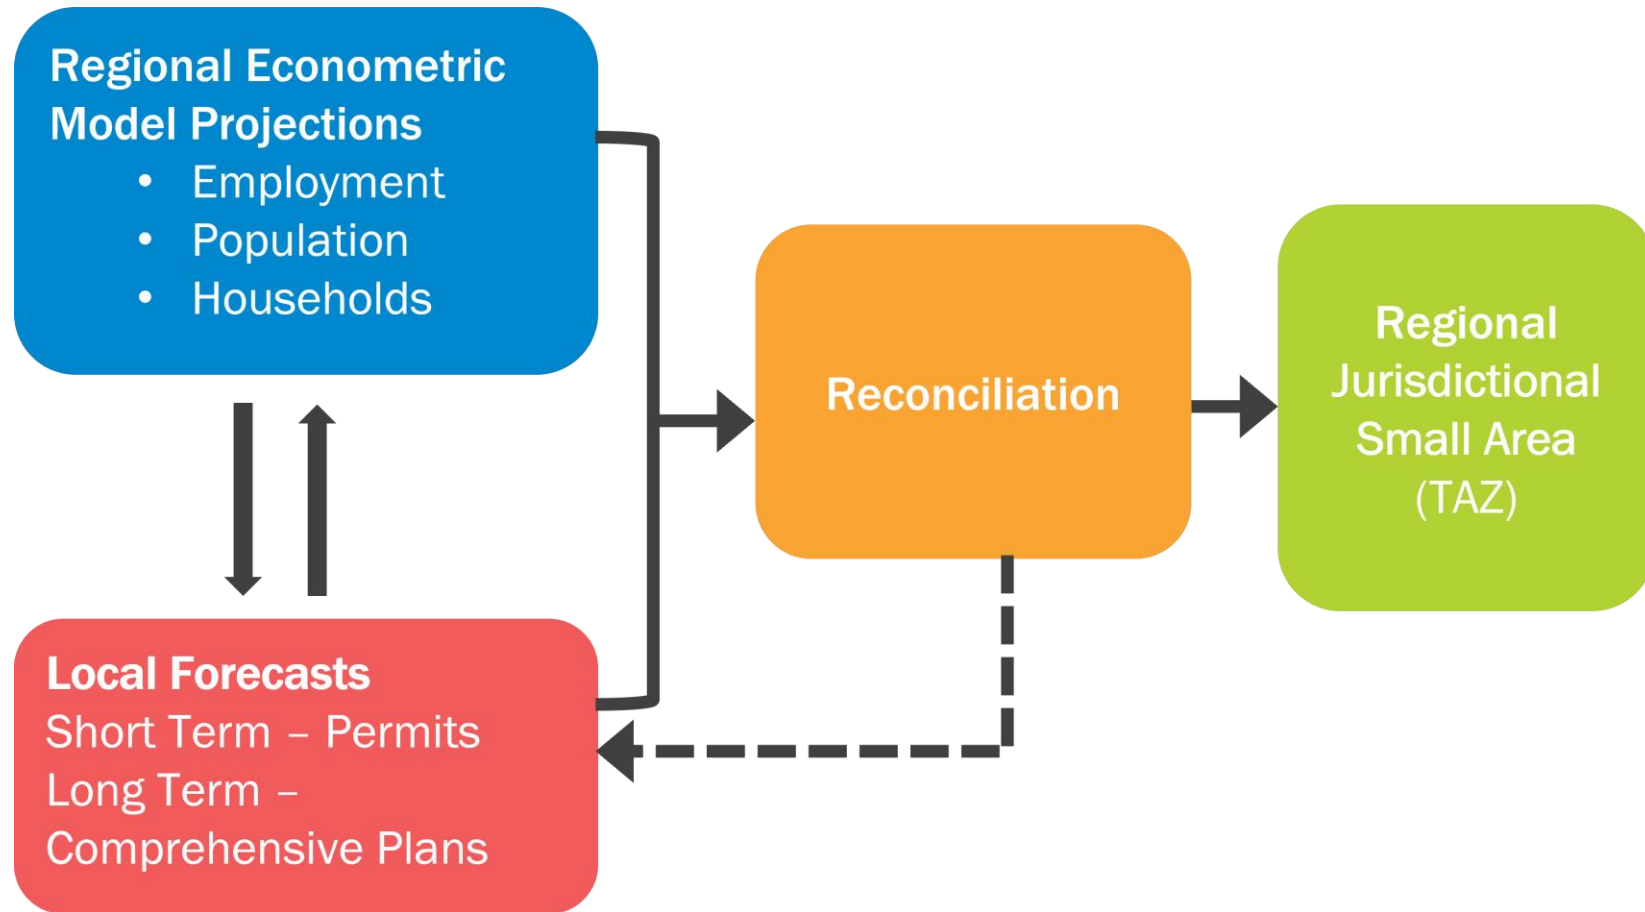 Regional Econometric
Model Projections
• Employment
• Population
• Households
Reconciliation
Regional
Jurisdictional
Small Area
(TAZ)
Local Forecasts
Short Term – Permits
Long Term –
Comprehensive Plans